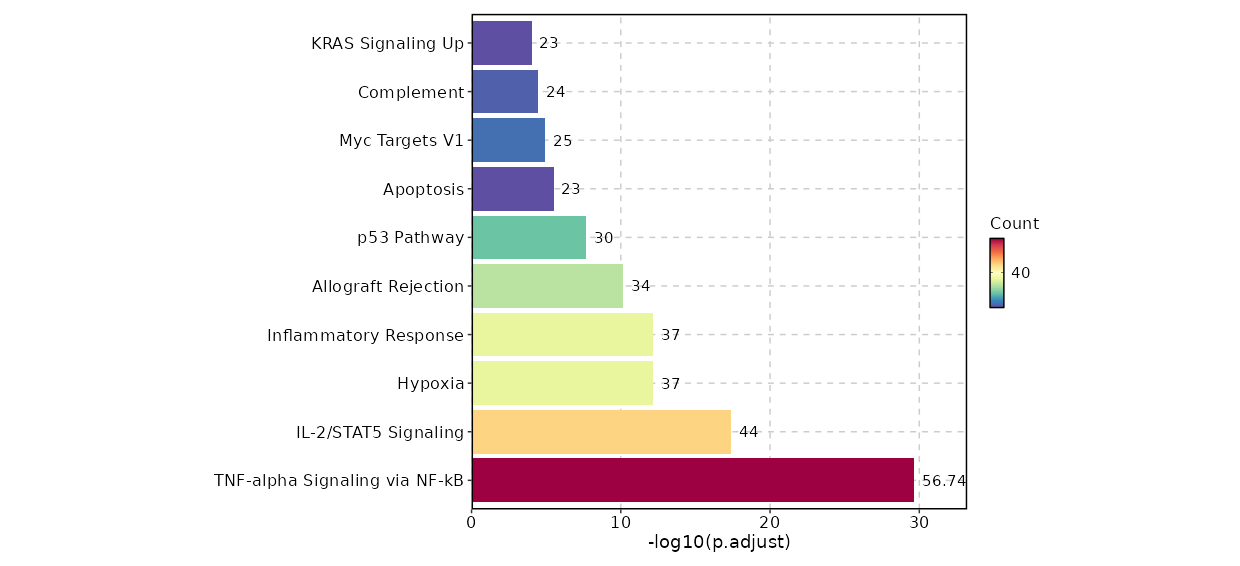 KRAS Signaling Up 23
Complement 24
Myc Targets V1 25
Apoptosis 23
p53 Pathway 30
Allograft Rejection 34
Inflammatory Response 37
Hypoxia 37
IL-2/STAT5 Signaling 44
TNF-alpha Signaling via NF-kB 56.74
0 10 20 30
-log10(p.adjust)
Count
40